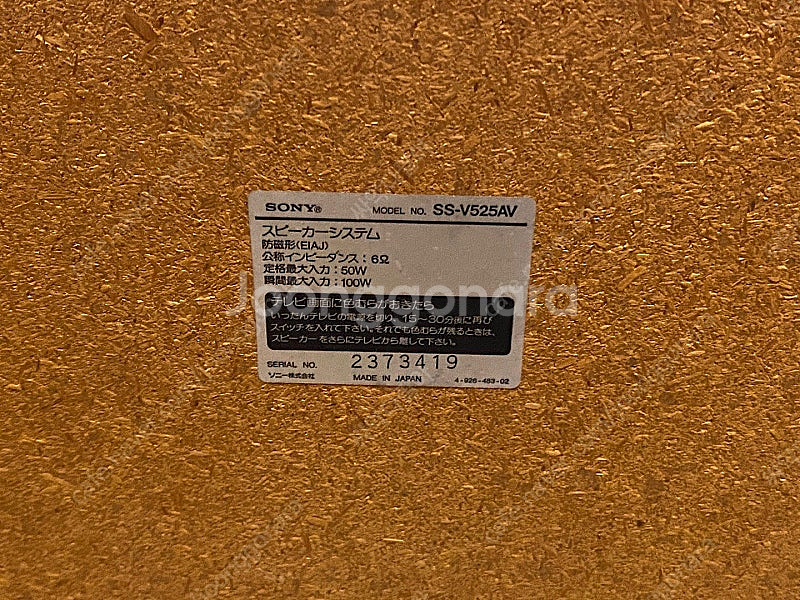 SONY® MODEL NO. SS-V525AV
スピーカーシステム
防磁形(EIAJ)
公称インピーダンス：6Ω
定格最大入力：50W
瞬間最大入力：100W
テレビ画面に色むらがおきたら
いったんテレビの電源を切り、15〜30分後に再び
スイッチを入れて下さい。それでも色むらが残るときは、
スピーカーをさらにテレビから離して下さい。
SERIAL NO. 2373419
ソニー株式会社 MADE IN JAPAN 4-926-483-02
Joongonara